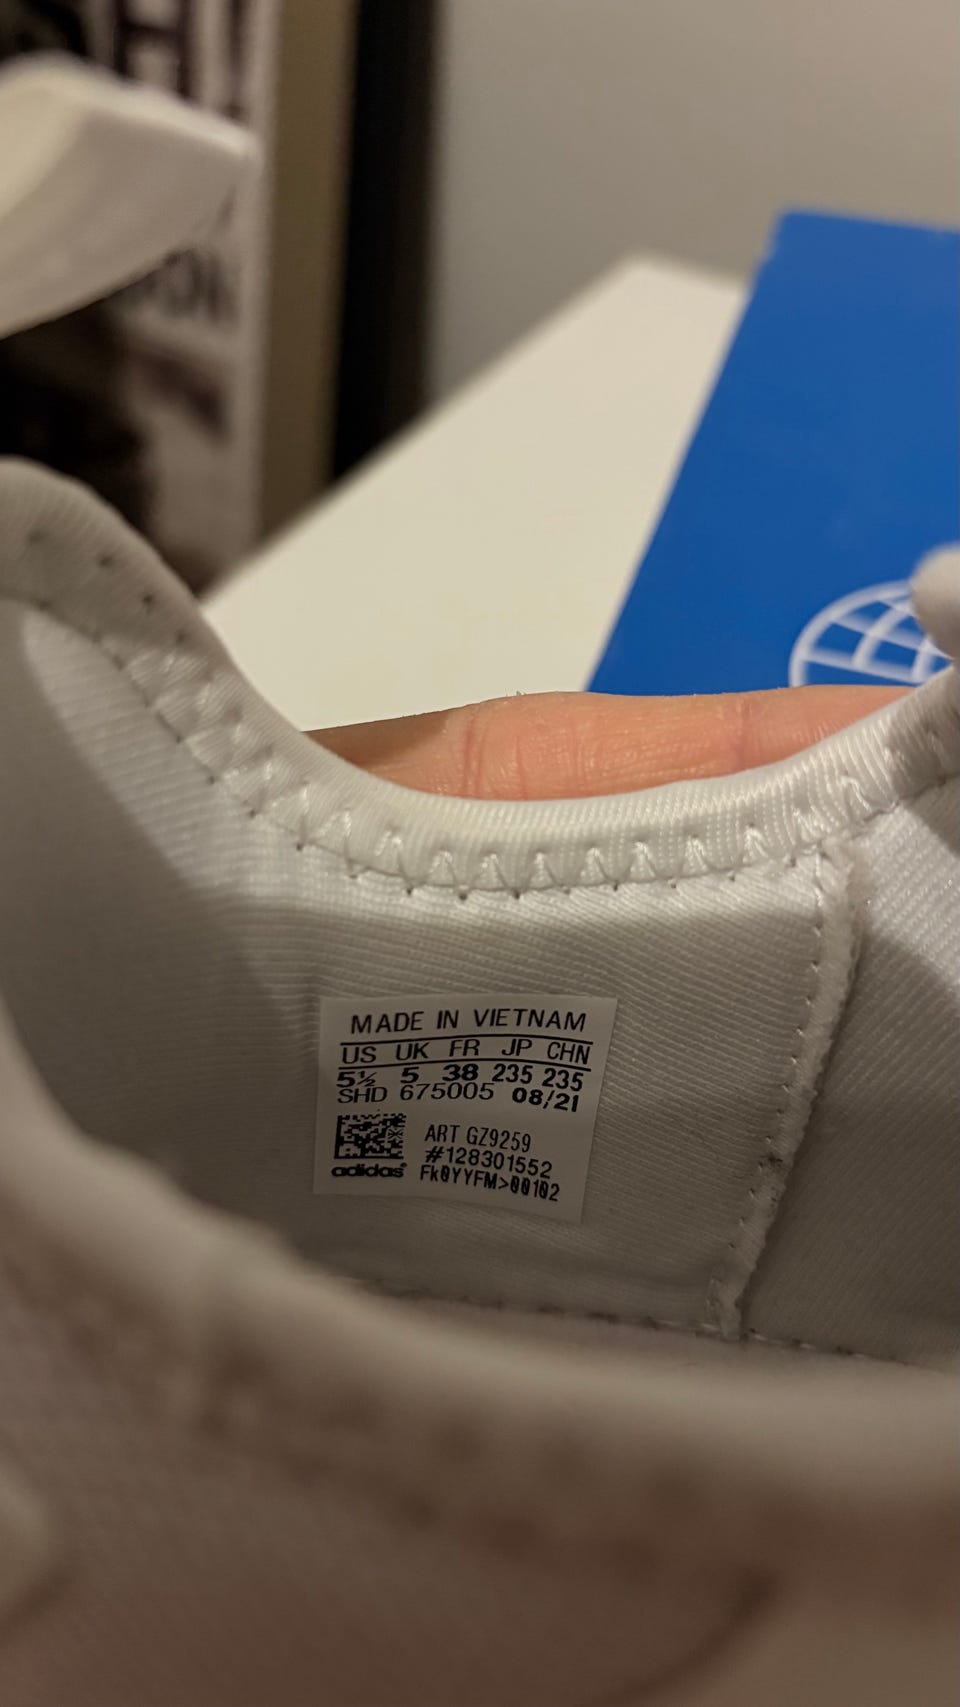 MADE IN VIETNAM
US UK FR JP CHN
5½ 5 38 235 235
SHD 675005 08/21
ART GZ9259
#128301552
adidas Fk0YYFM>00102